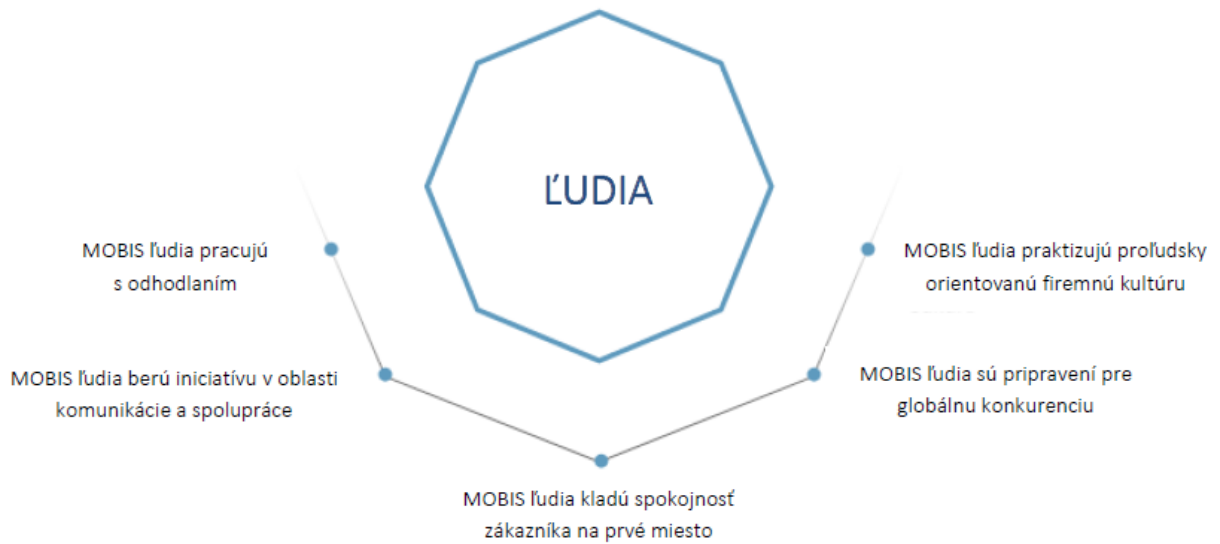 ĽUDIA
MOBIS ľudia pracujú
s odhodlaním
MOBIS ľudia praktizujú proľudsky
orientovanú firemnú kultúru
MOBIS ľudia berú iniciatívu v oblasti
komunikácie a spolupráce
MOBIS ľudia sú pripravení pre
globálnu konkurenciu
MOBIS ľudia kladú spokojnosť
zákazníka na prvé miesto